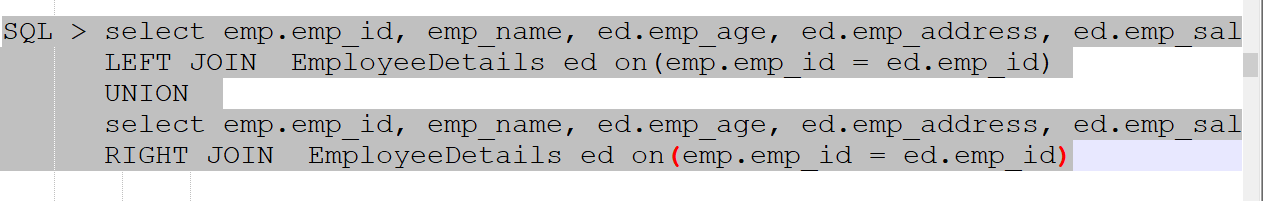 SQL > select emp.emp_id, emp_name, ed.emp_age, ed.emp_address, ed.emp_sal
LEFT JOIN  EmployeeDetails ed on(emp.emp_id = ed.emp_id)
UNION
select emp.emp_id, emp_name, ed.emp_age, ed.emp_address, ed.emp_sal
RIGHT JOIN  EmployeeDetails ed on(emp.emp_id = ed.emp_id)